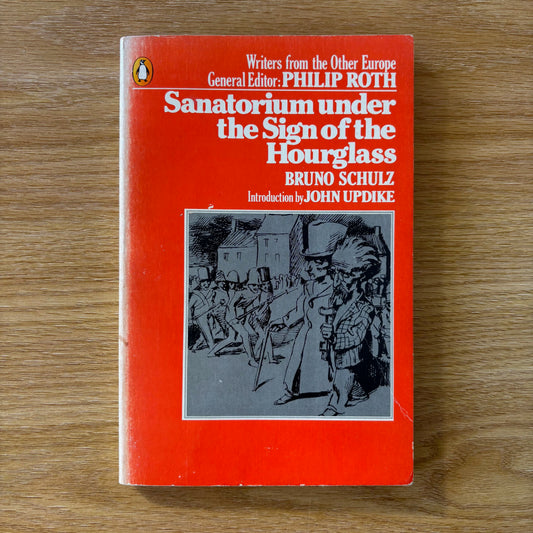 Writers from the Other Europe
General Editor: PHILIP ROTH
Sanatorium under
the Sign of the
Hourglass
BRUNO SCHULZ
Introduction by JOHN UPDIKE